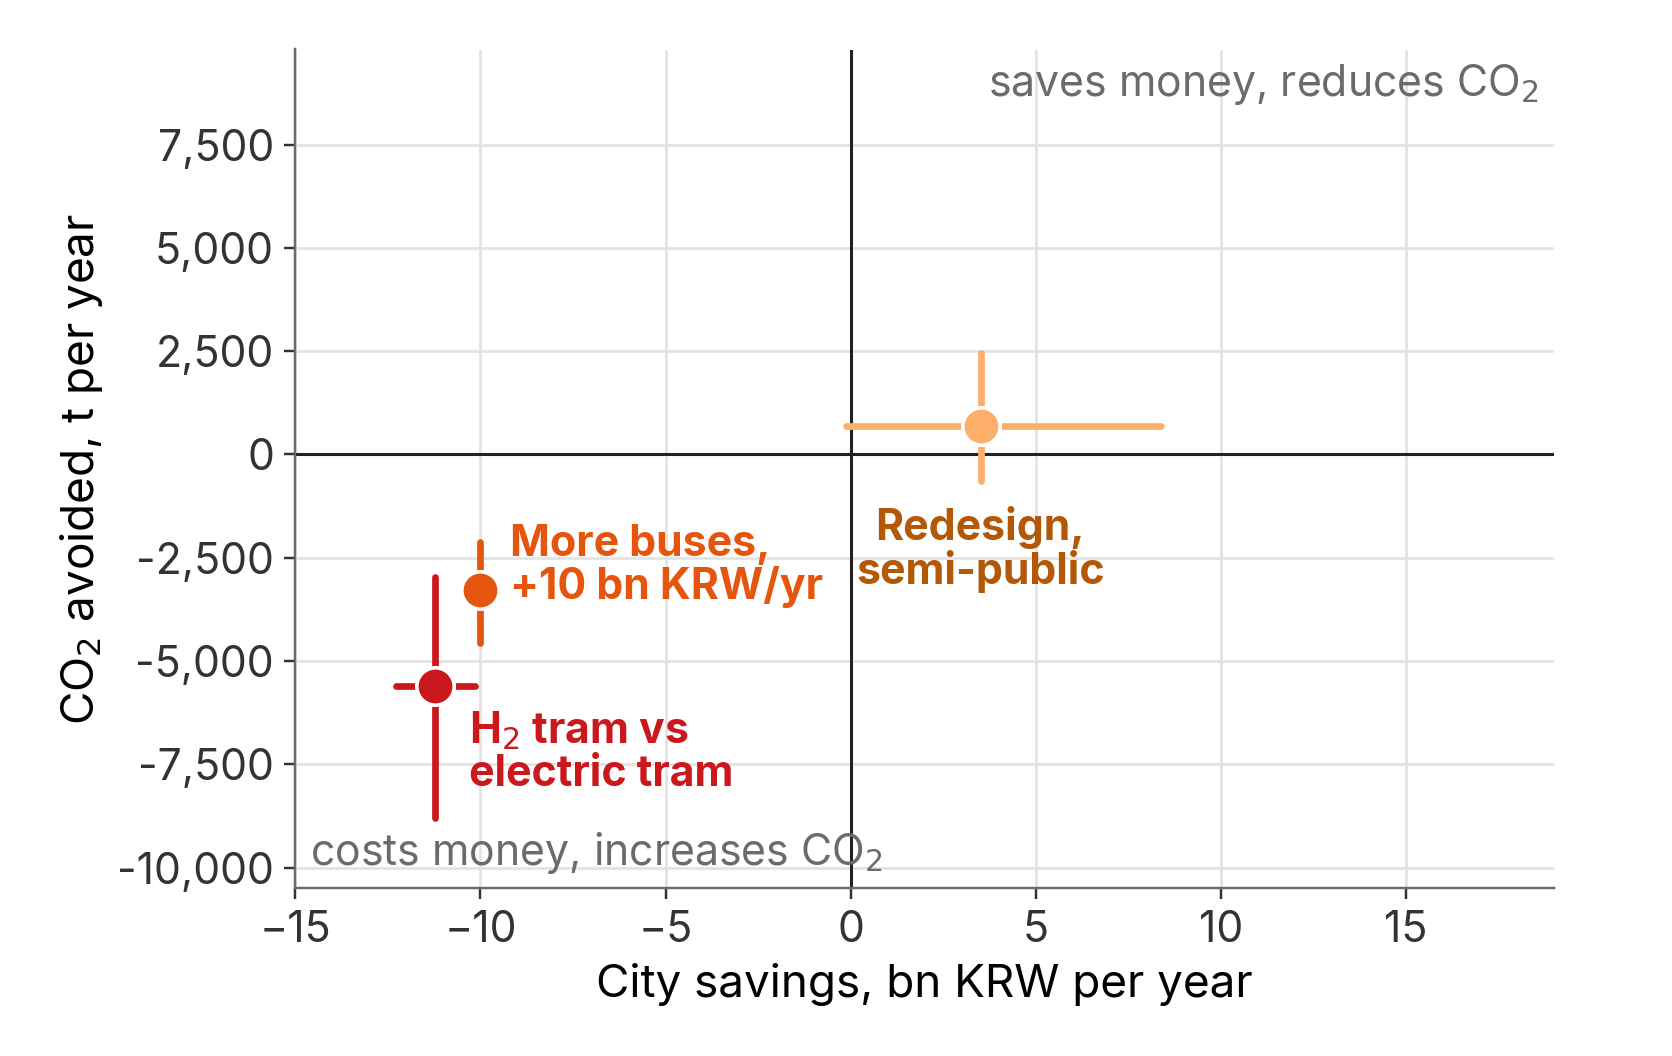 saves money, reduces CO₂
7,500
5,000
2,500
0
-2,500
-5,000
-7,500
-10,000
CO₂ avoided, t per year
Redesign,
semi-public
More buses,
+10 bn KRW/yr
H₂ tram vs
electric tram
costs money, increases CO₂
−15 −10 −5 0 5 10 15
City savings, bn KRW per year